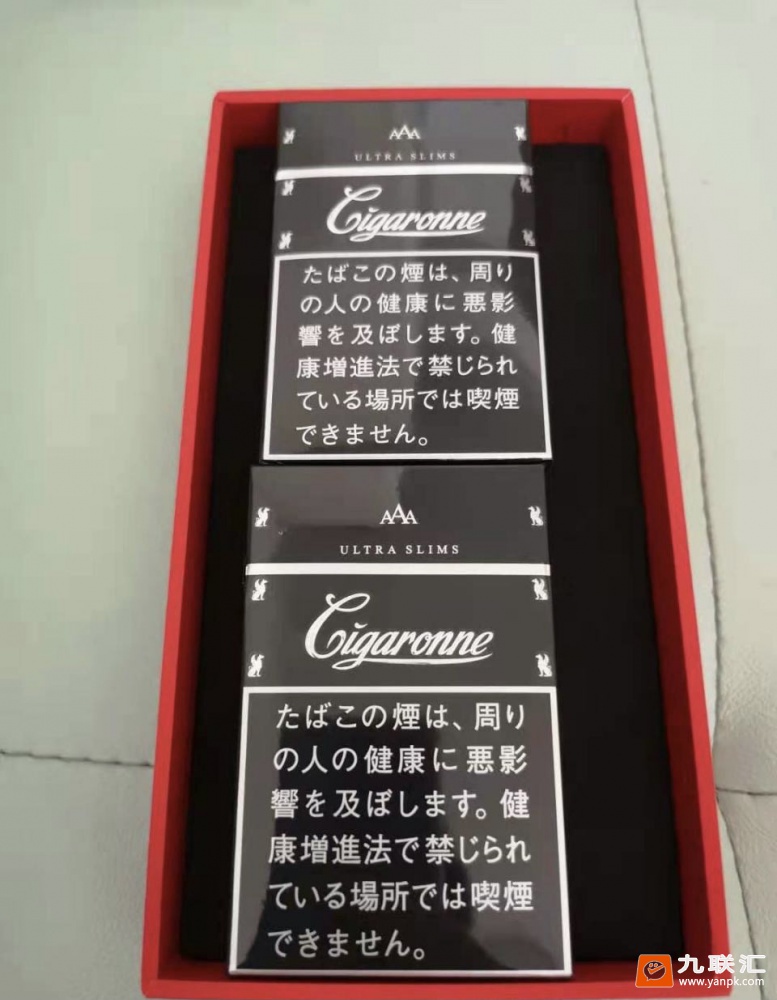 AAA
ULTRA SLIMS
Cigaronne
たばこの煙は、周り
の人の健康に悪影
響を及ぼします。健
康増進法で禁じられ
ている場所では喫煙
できません。
AAA
ULTRA SLIMS
Cigaronne
たばこの煙は、周り
の人の健康に悪影
響を及ぼします。健
康増進法で禁じられ
ている場所では喫煙
できません。
九联汇
www.yanpk.com